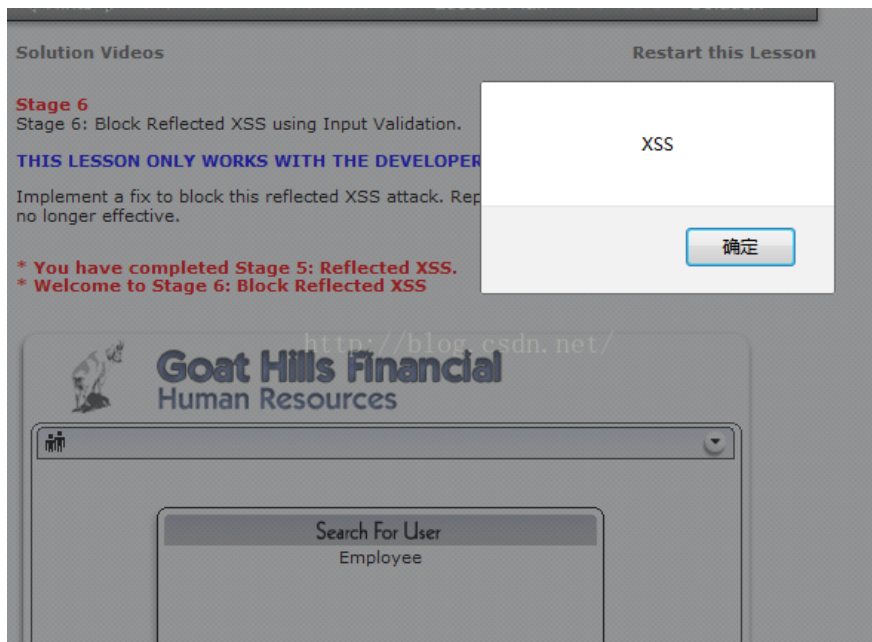 Solution Videos
Restart this Lesson
Stage 6
Stage 6: Block Reflected XSS using Input Validation.
THIS LESSON ONLY WORKS WITH THE DEVELOPER
Implement a fix to block this reflected XSS attack. Rep
no longer effective.
* You have completed Stage 5: Reflected XSS.
* Welcome to Stage 6: Block Reflected XSS
XSS
确定
http://blog.csdn.net/
Goat Hills Financial
Human Resources
Search For User
Employee